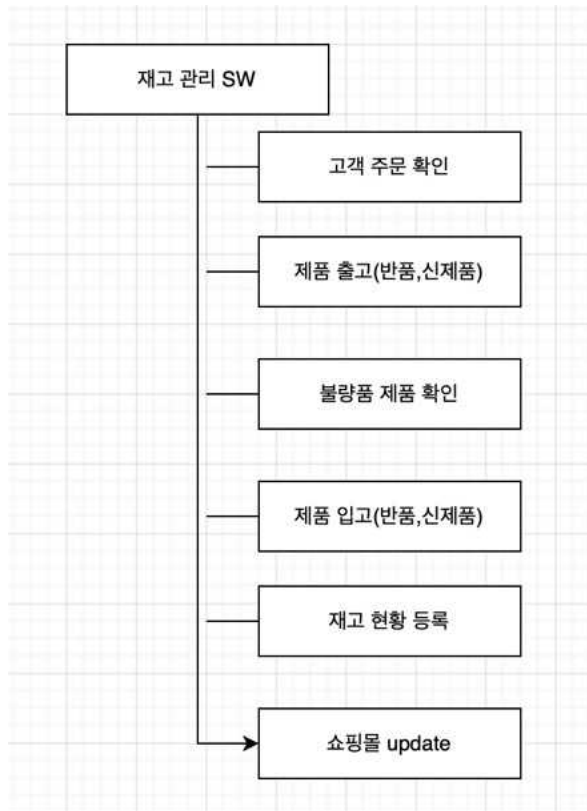 재고 관리 SW
고객 주문 확인
제품 출고(반품,신제품)
불량품 제품 확인
제품 입고(반품,신제품)
재고 현황 등록
쇼핑몰 update